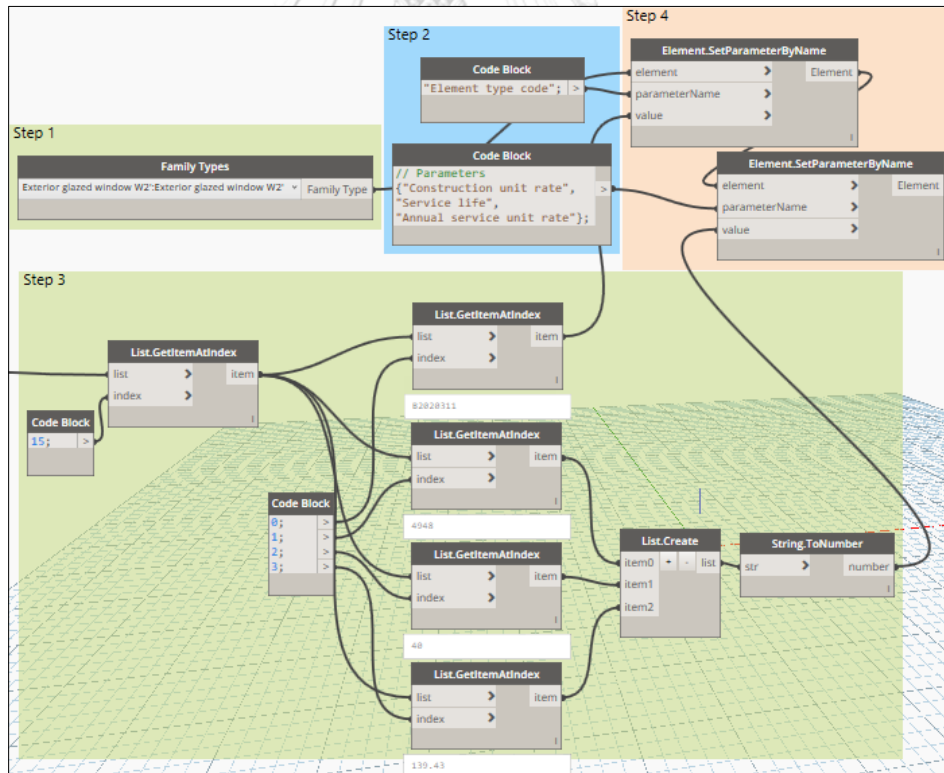 Step 1
Family Types
Exterior glazed window W2':Exterior glazed window W2'
Family Type
Step 2
Code Block
"Element type code";
>
Code Block
// Parameters
{"Construction unit rate",
"Service life",
"Annual service unit rate"};
>
Step 4
Element.SetParameterByName
element > Element
parameterName >
value >
l
Element.SetParameterByName
element > Element
parameterName >
value >
l
Step 3
List.GetItemAtIndex
list > item
index >
l
Code Block
15; >
Code Block
0; >
1; >
2; >
3; >
List.GetItemAtIndex
list > item
index >
l
B2020311
List.GetItemAtIndex
list > item
index >
l
4948
List.GetItemAtIndex
list > item
index >
l
40
List.GetItemAtIndex
list > item
index >
l
139.43
List.Create
item0 + - list
item1
item2
String.ToNumber
str > number
l